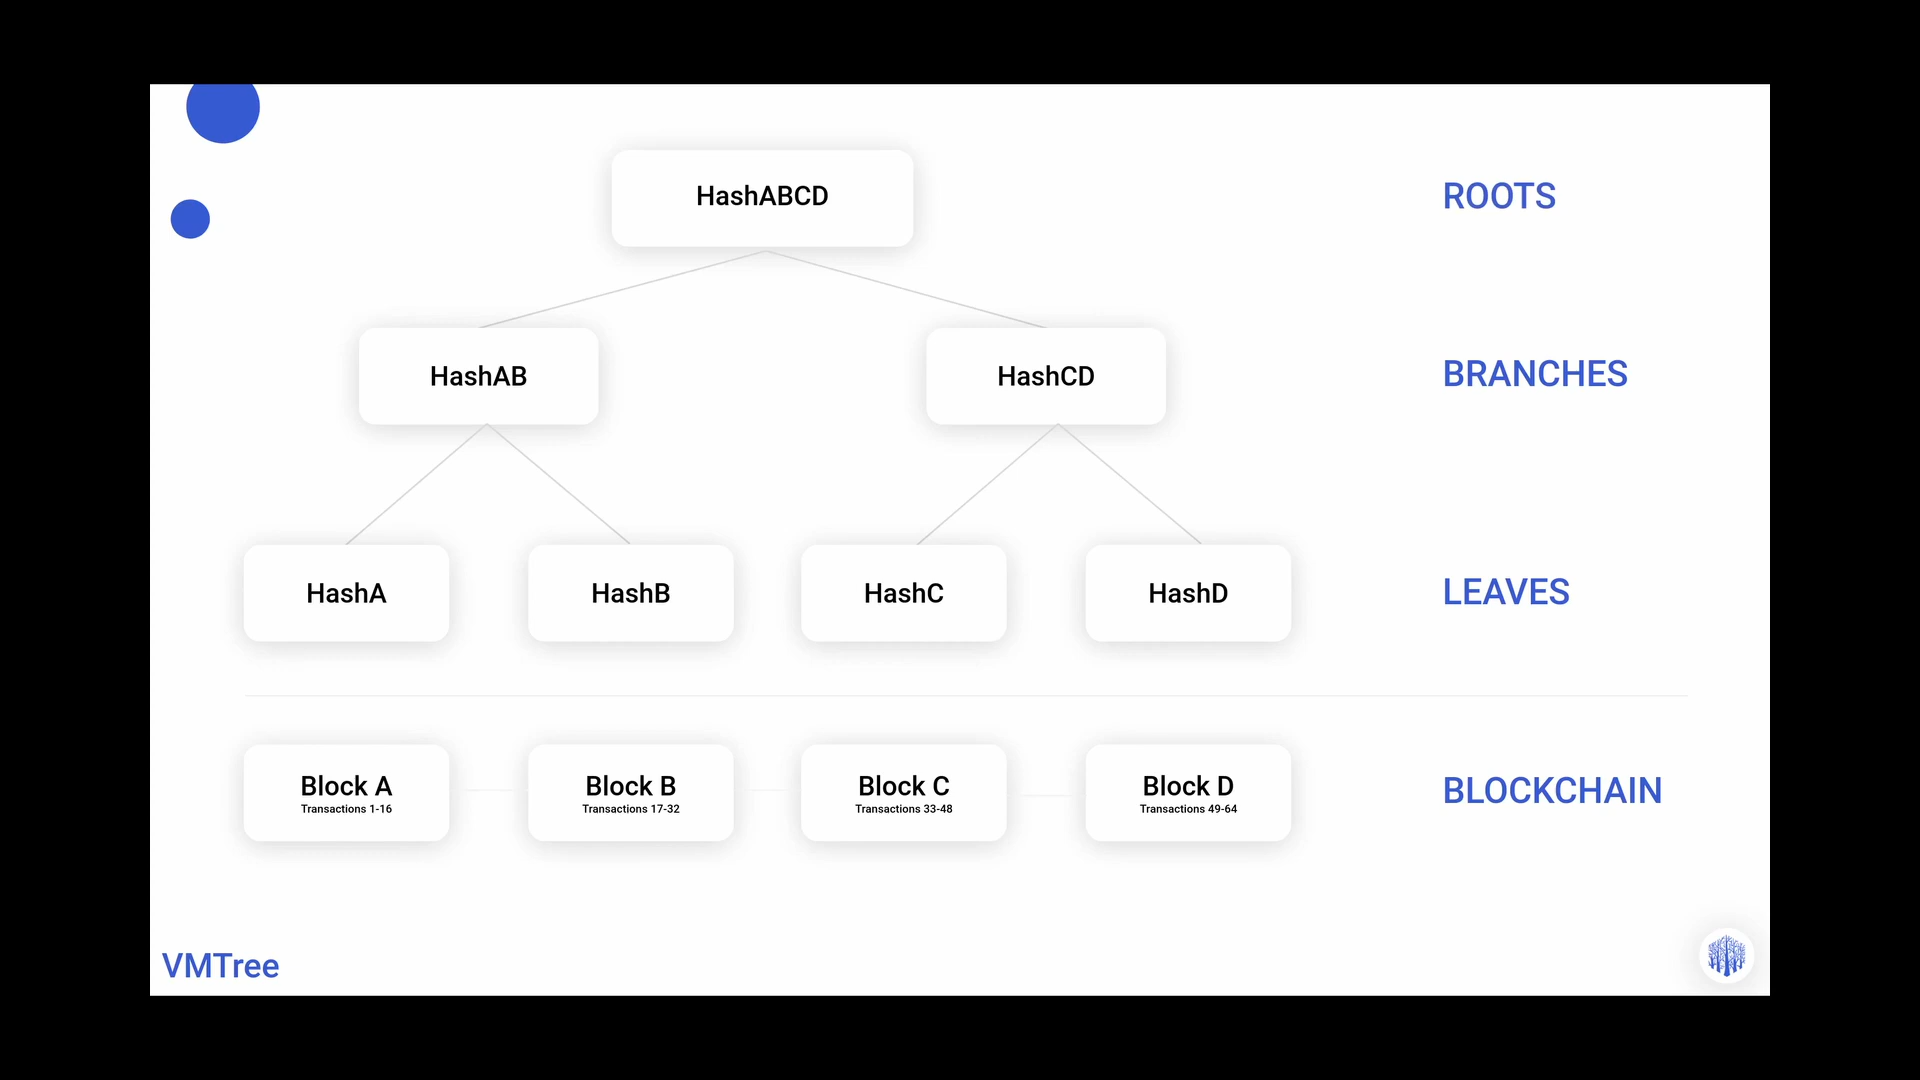 HashABCD
ROOTS
HashAB
HashCD
BRANCHES
HashA
HashB
HashC
HashD
LEAVES
Block A
Transactions 1-16
Block B
Transactions 17-32
Block C
Transactions 33-48
Block D
Transactions 49-64
BLOCKCHAIN
VMTree